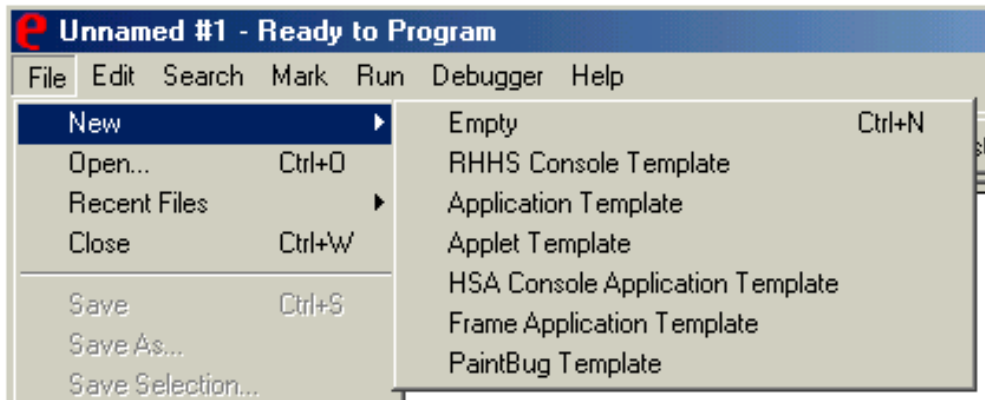 Unnamed #1 - Ready to Program
File Edit Search Mark Run Debugger Help
New
Open... Ctrl+O
Recent Files
Close Ctrl+W
Save Ctrl+S
Save As...
Save Selection...
Empty Ctrl+N
RHHS Console Template
Application Template
Applet Template
HSA Console Application Template
Frame Application Template
PaintBug Template